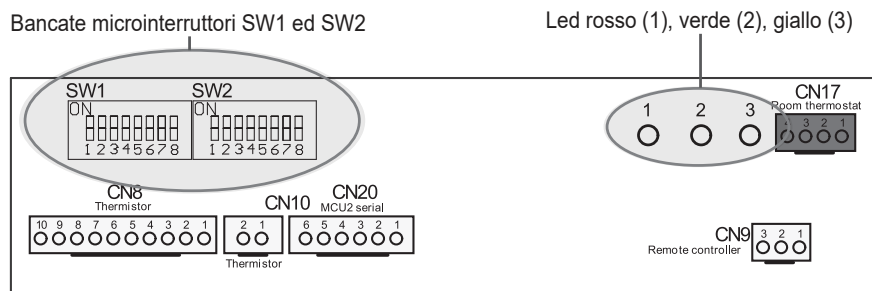 Bancate microinterruttori SW1 ed SW2
Led rosso (1), verde (2), giallo (3)
SW1 SW2
ON ON
1 2 3 4 5 6 7 8 1 2 3 4 5 6 7 8
1 2 3
CN17
Room thermostat
4 3 2 1
CN8
Thermistor
10 9 8 7 6 5 4 3 2 1
CN10
2 1
Thermistor
CN20
MCU2 serial
6 5 4 3 2 1
CN9
Remote controller
3 2 1